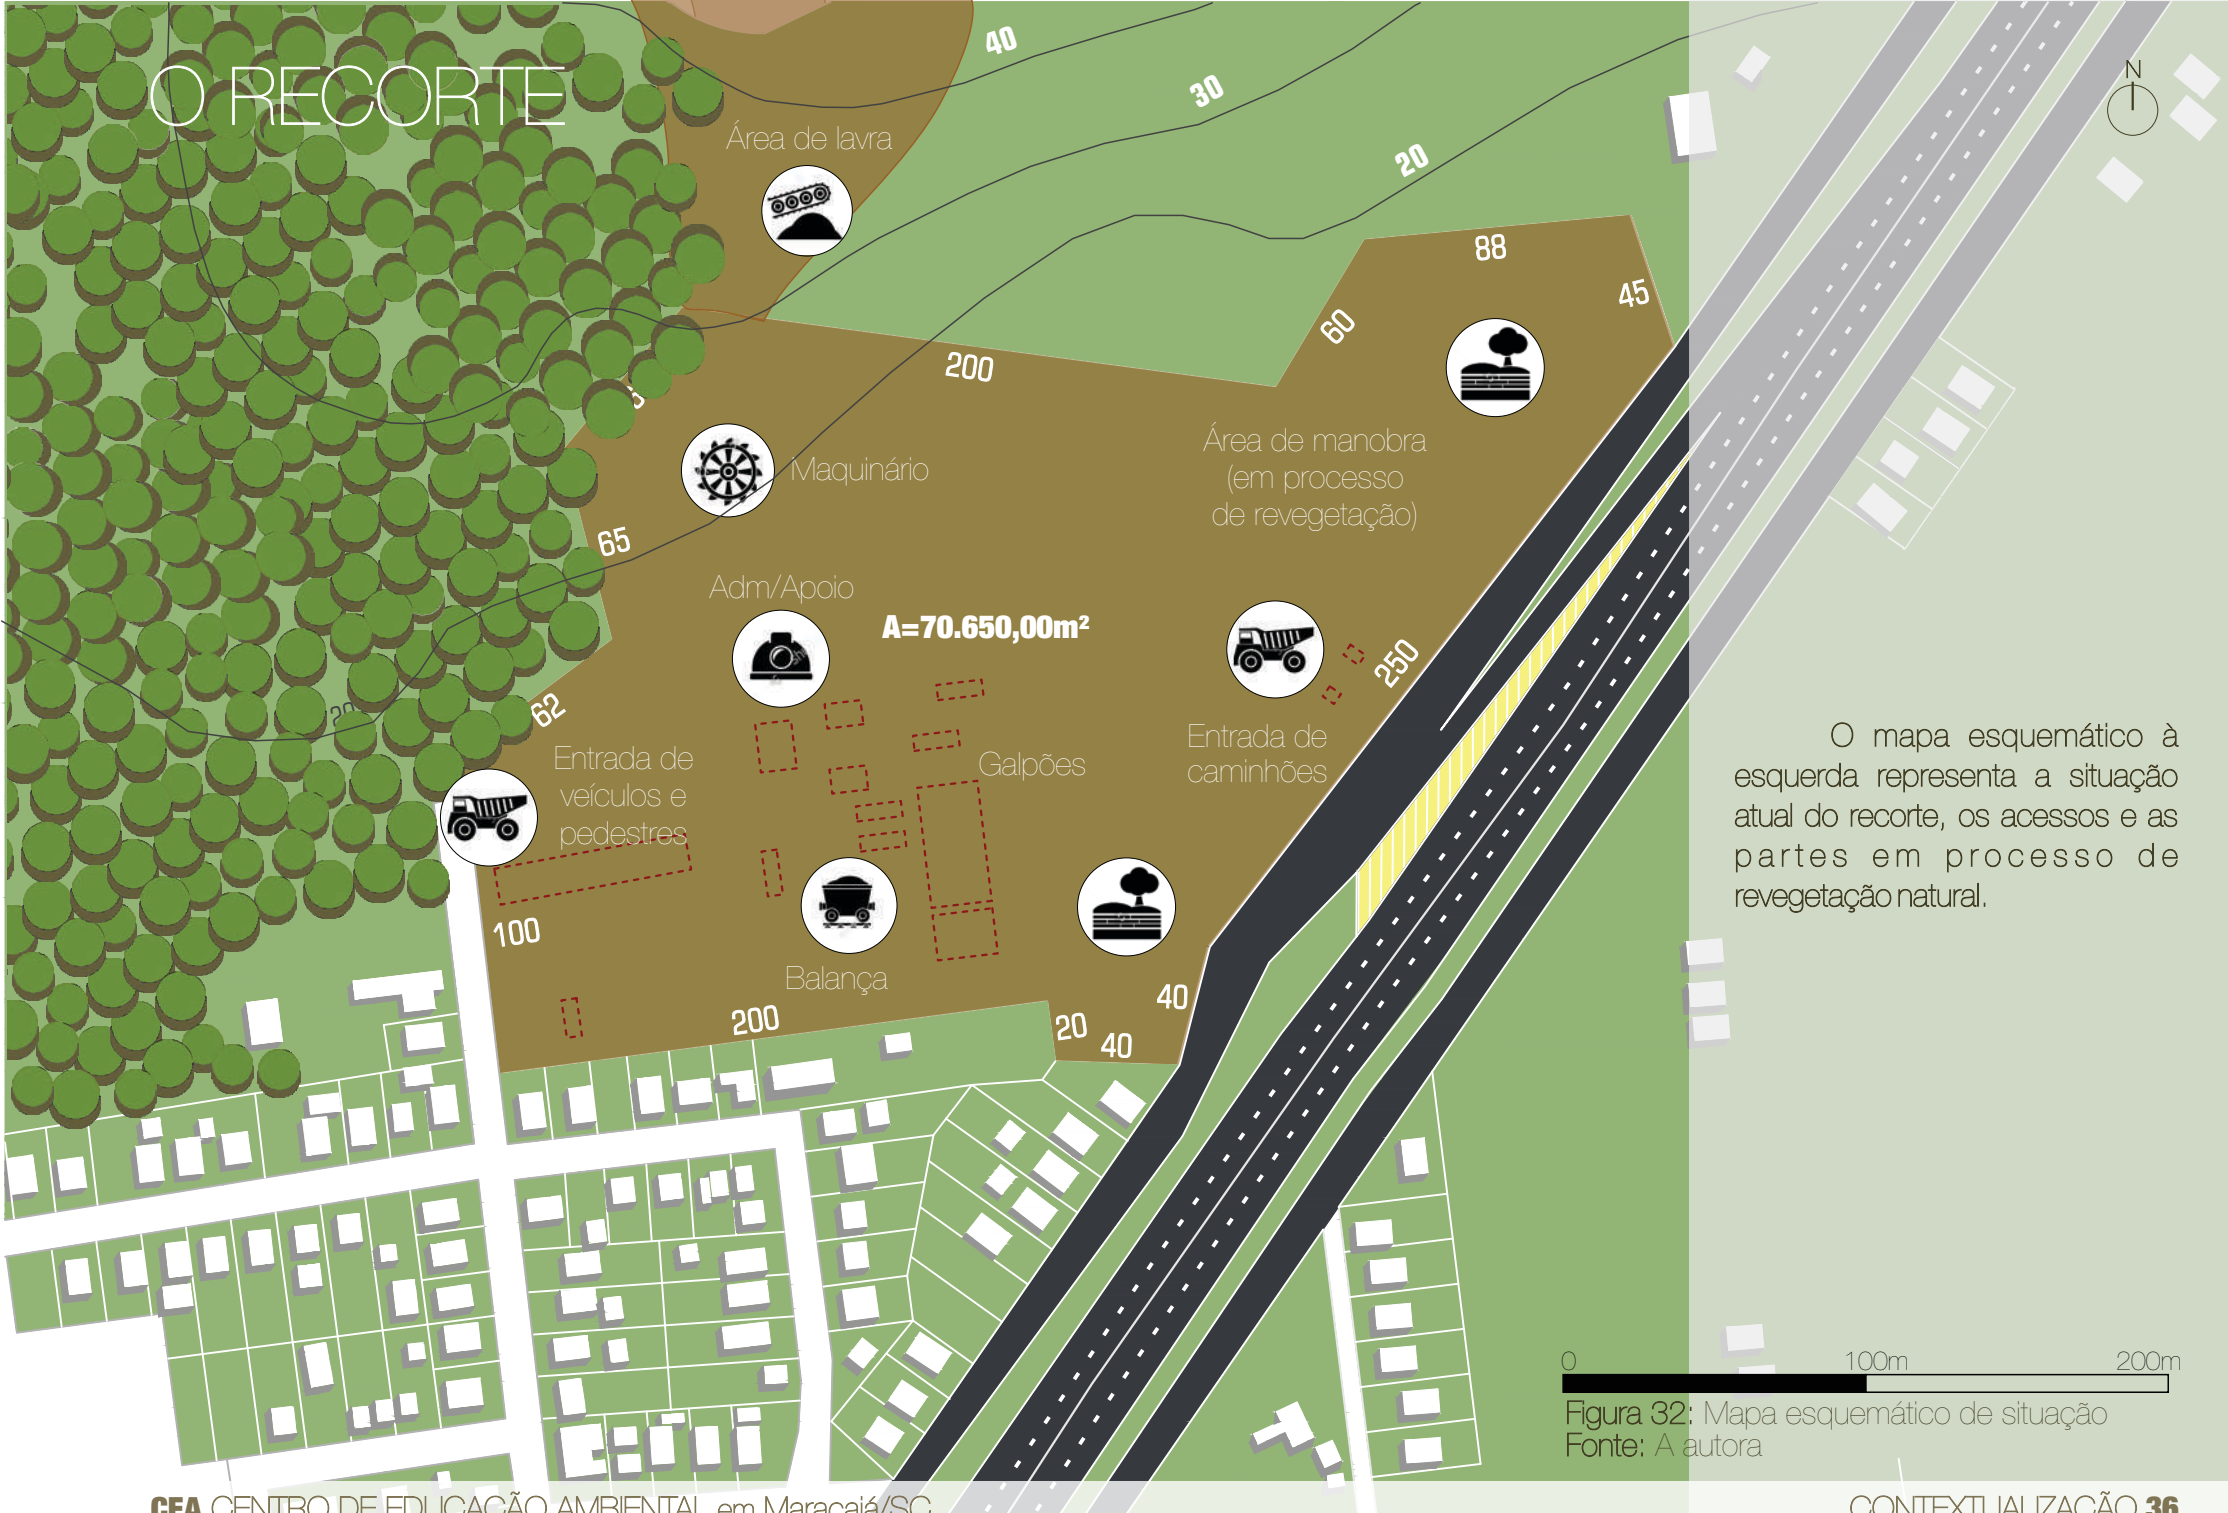 O RECORTE
40
30
20
N
Área de lavra
88
45
60
200
Maquinário
Área de manobra
(em processo
de revegetação)
65
Adm/Apoio
A=70.650,00m²
250
62
20
Entrada de
veículos e
pedestres
Galpões
Entrada de
caminhões
O mapa esquemático à
esquerda representa a situação
atual do recorte, os acessos e as
partes em processo de
revegetação natural.
100
Balança
200
40
20
40
0 100m 200m
Figura 32: Mapa esquemático de situação
Fonte: A autora
CEA CENTRO DE EDUCAÇÃO AMBIENTAL em Maracajá/SC
CONTEXTUALIZAÇÃO 36